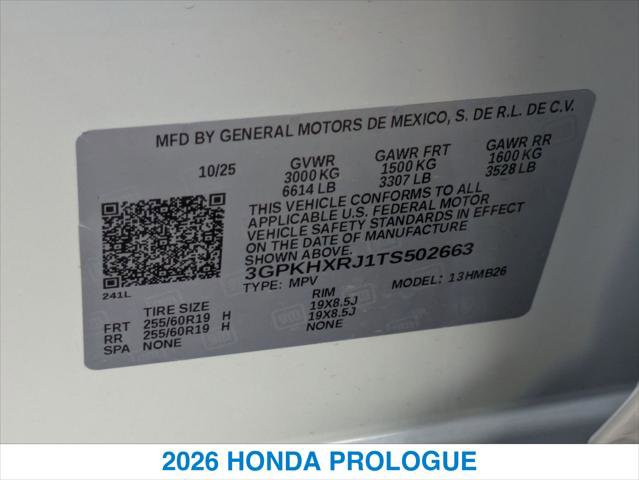 MFD BY GENERAL MOTORS DE MEXICO, S. DE R.L. DE C.V.
10/25 GVWR GAWR FRT GAWR RR
3000 KG 1500 KG 1600 KG
6614 LB 3307 LB 3528 LB
THIS VEHICLE CONFORMS TO ALL
APPLICABLE U.S. FEDERAL MOTOR
VEHICLE SAFETY STANDARDS IN EFFECT
ON THE DATE OF MANUFACTURE
SHOWN ABOVE.
3GPKHXRJ1TS502663
TYPE: MPV MODEL: 13HMB26
241L
TIRE SIZE RIM
FRT 255/60R19 H 19X8.5J
RR 255/60R19 H 19X8.5J
SPA NONE NONE
2026 HONDA PROLOGUE